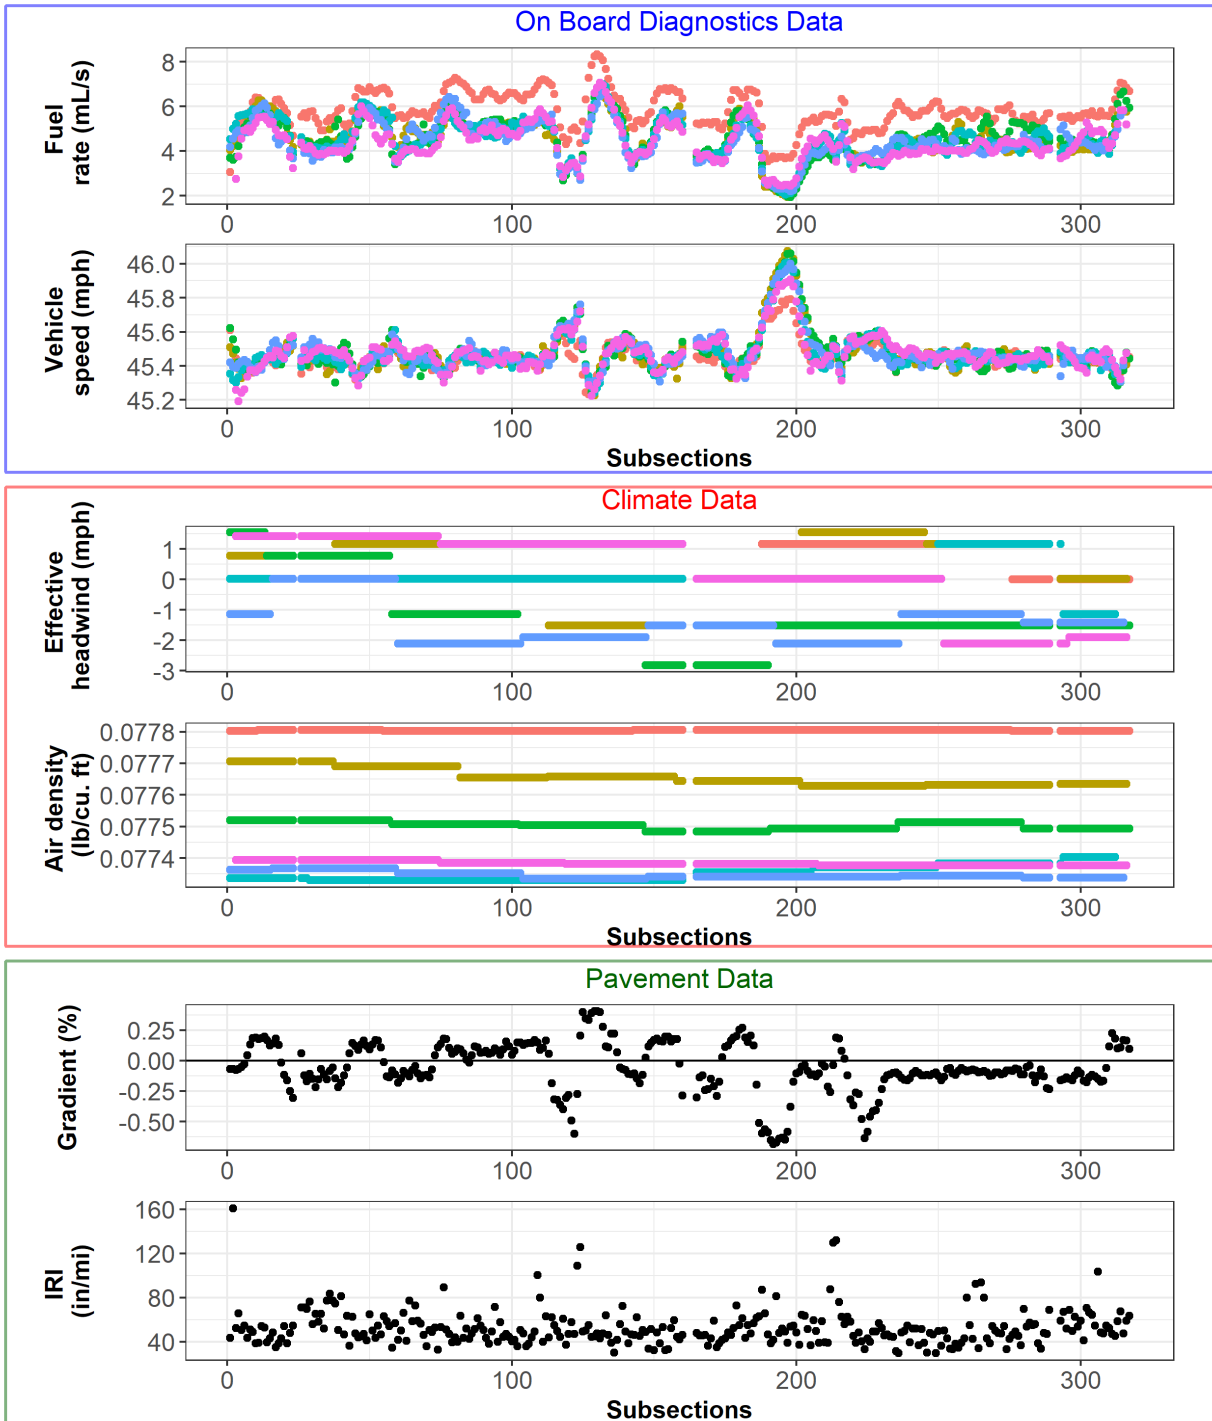 On Board Diagnostics Data
Fuel
rate (mL/s)
8
6
4
2
0 100 200 300
Vehicle
speed (mph)
46.0
45.8
45.6
45.4
45.2
0 100 200 300
Subsections
Climate Data
Effective
headwind (mph)
1
0
-1
-2
-3
0 100 200 300
Air density
(lb/cu. ft)
0.0778
0.0777
0.0776
0.0775
0.0774
0 100 200 300
Subsections
Pavement Data
Gradient (%)
0.25
0.00
-0.25
-0.50
0 100 200 300
IRI
(in/mi)
160
120
80
40
0 100 200 300
Subsections